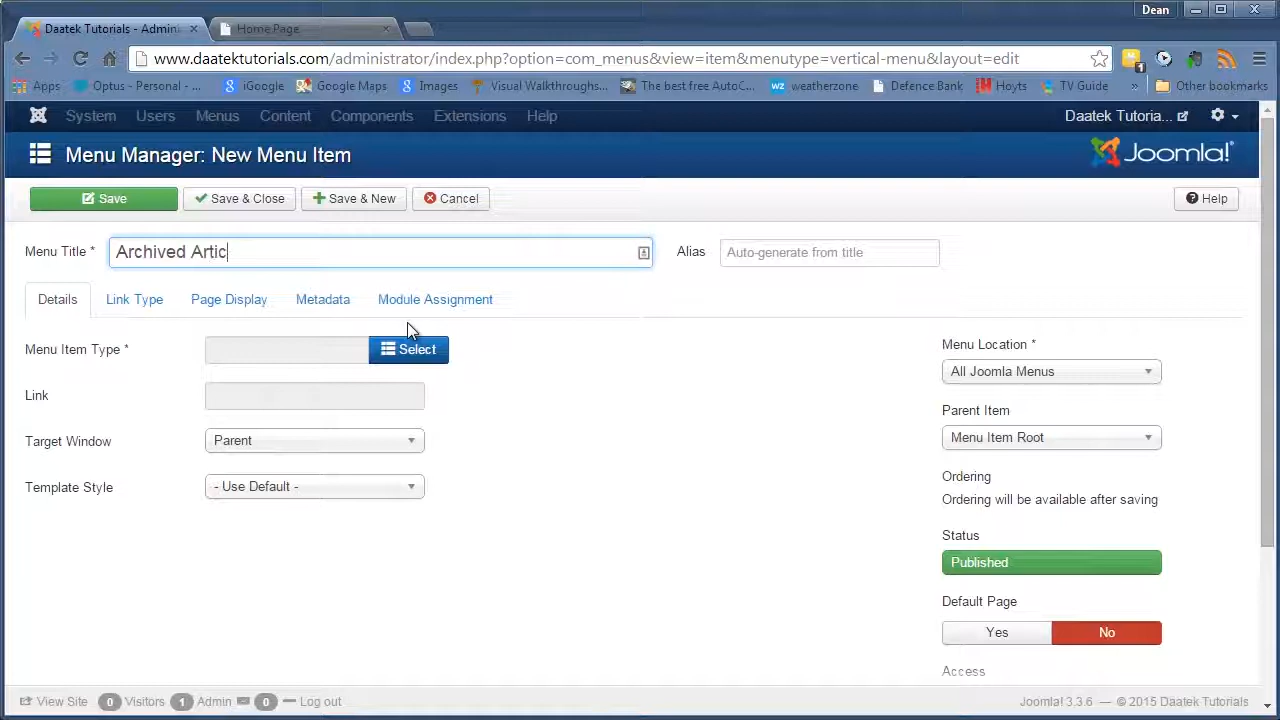 Dean
Daatek Tutorials - Admini
Home Page
www.daatektutorials.com/administrator/index.php?option=com_menus&view=item&menutype=vertical-menu&layout=edit
1
Apps Optus - Personal - ... iGoogle Google Maps Images Visual Walkthroughs... The best free AutoC... wz weatherzone Defence Bank Hoyts TV Guide » Other bookmarks
System Users Menus Content Components Extensions Help Daatek Tutoria...
Menu Manager: New Menu Item Joomla!
Save Save & Close Save & New Cancel Help
Menu Title * Archived Artic Alias Auto-generate from title
Details Link Type Page Display Metadata Module Assignment
Menu Item Type * Select
Link
Target Window Parent
Template Style - Use Default -
Menu Location *
All Joomla Menus
Parent Item
Menu Item Root
Ordering
Ordering will be available after saving
Status
Published
Default Page
Yes No
Access
View Site 0 Visitors 1 Admin 0 Log out Joomla! 3.3.6 — © 2015 Daatek Tutorials